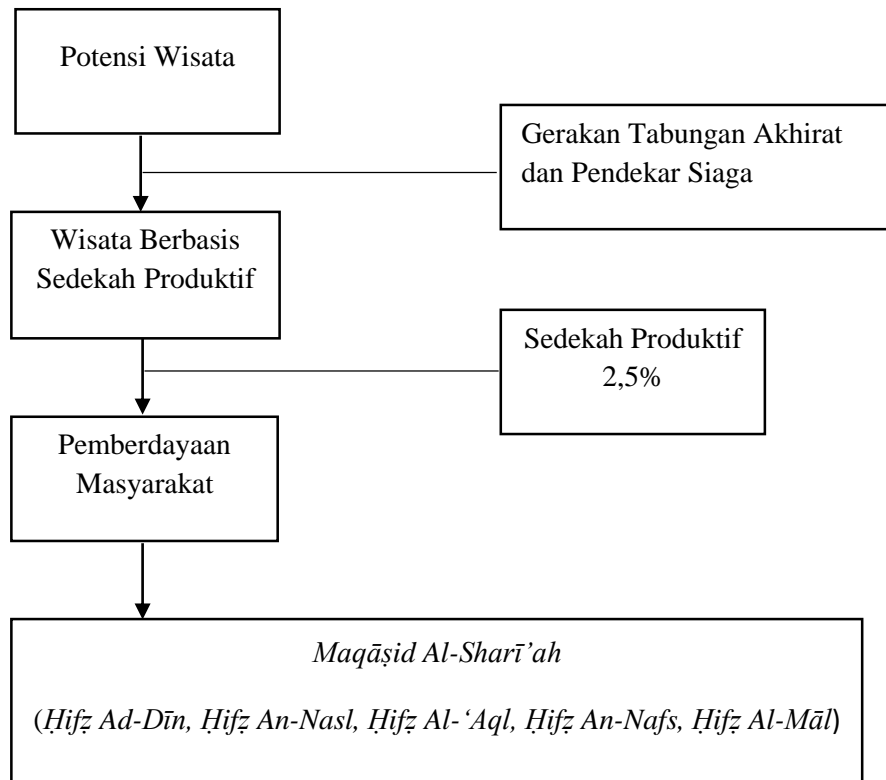 Potensi Wisata
Gerakan Tabungan Akhirat
dan Pendekar Siaga
Wisata Berbasis
Sedekah Produktif
Sedekah Produktif
2,5%
Pemberdayaan
Masyarakat
Maqāṣid Al-Sharī’ah
(Ḥifẓ Ad-Dīn, Ḥifẓ An-Nasl, Ḥifẓ Al-‘Aql, Ḥifẓ An-Nafs, Ḥifẓ Al-Māl)